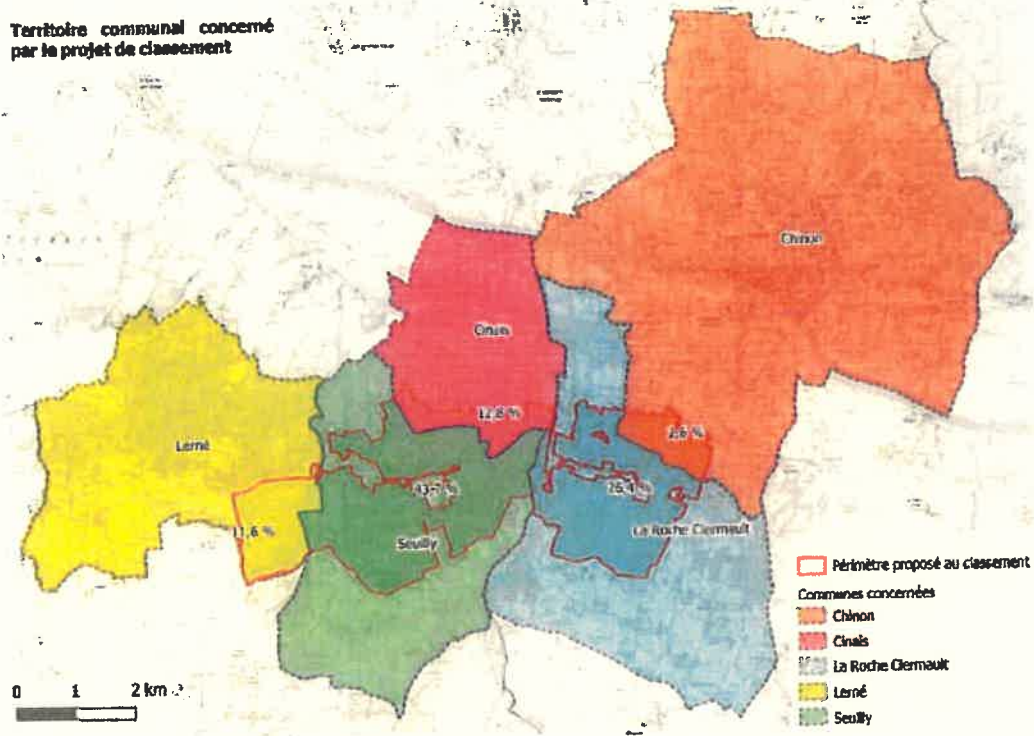 Territoire communal concerné
par le projet de classement
Chinon
Cinais
12,8 %
2,6 %
Lerné
43,7 %
26,4 %
11,6 %
Seuilly
La Roche Clermault
Périmètre proposé au classement
Communes concernées
Chinon
Cinais
La Roche Clermault
Lerné
Seuilly
0 1 2 km